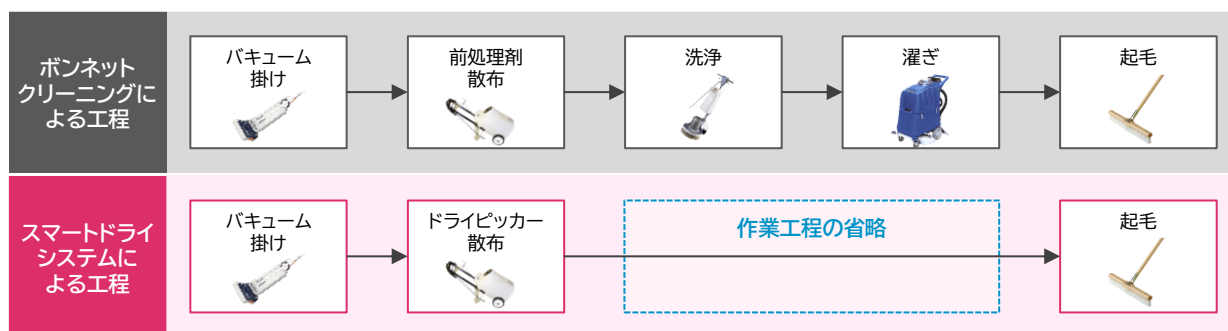 ボンネット
クリーニングに
よる工程
バキューム
掛け
前処理剤
散布
洗浄
濯ぎ
起毛
スマートドライ
システムに
よる工程
バキューム
掛け
ドライピッカー
散布
作業工程の省略
起毛